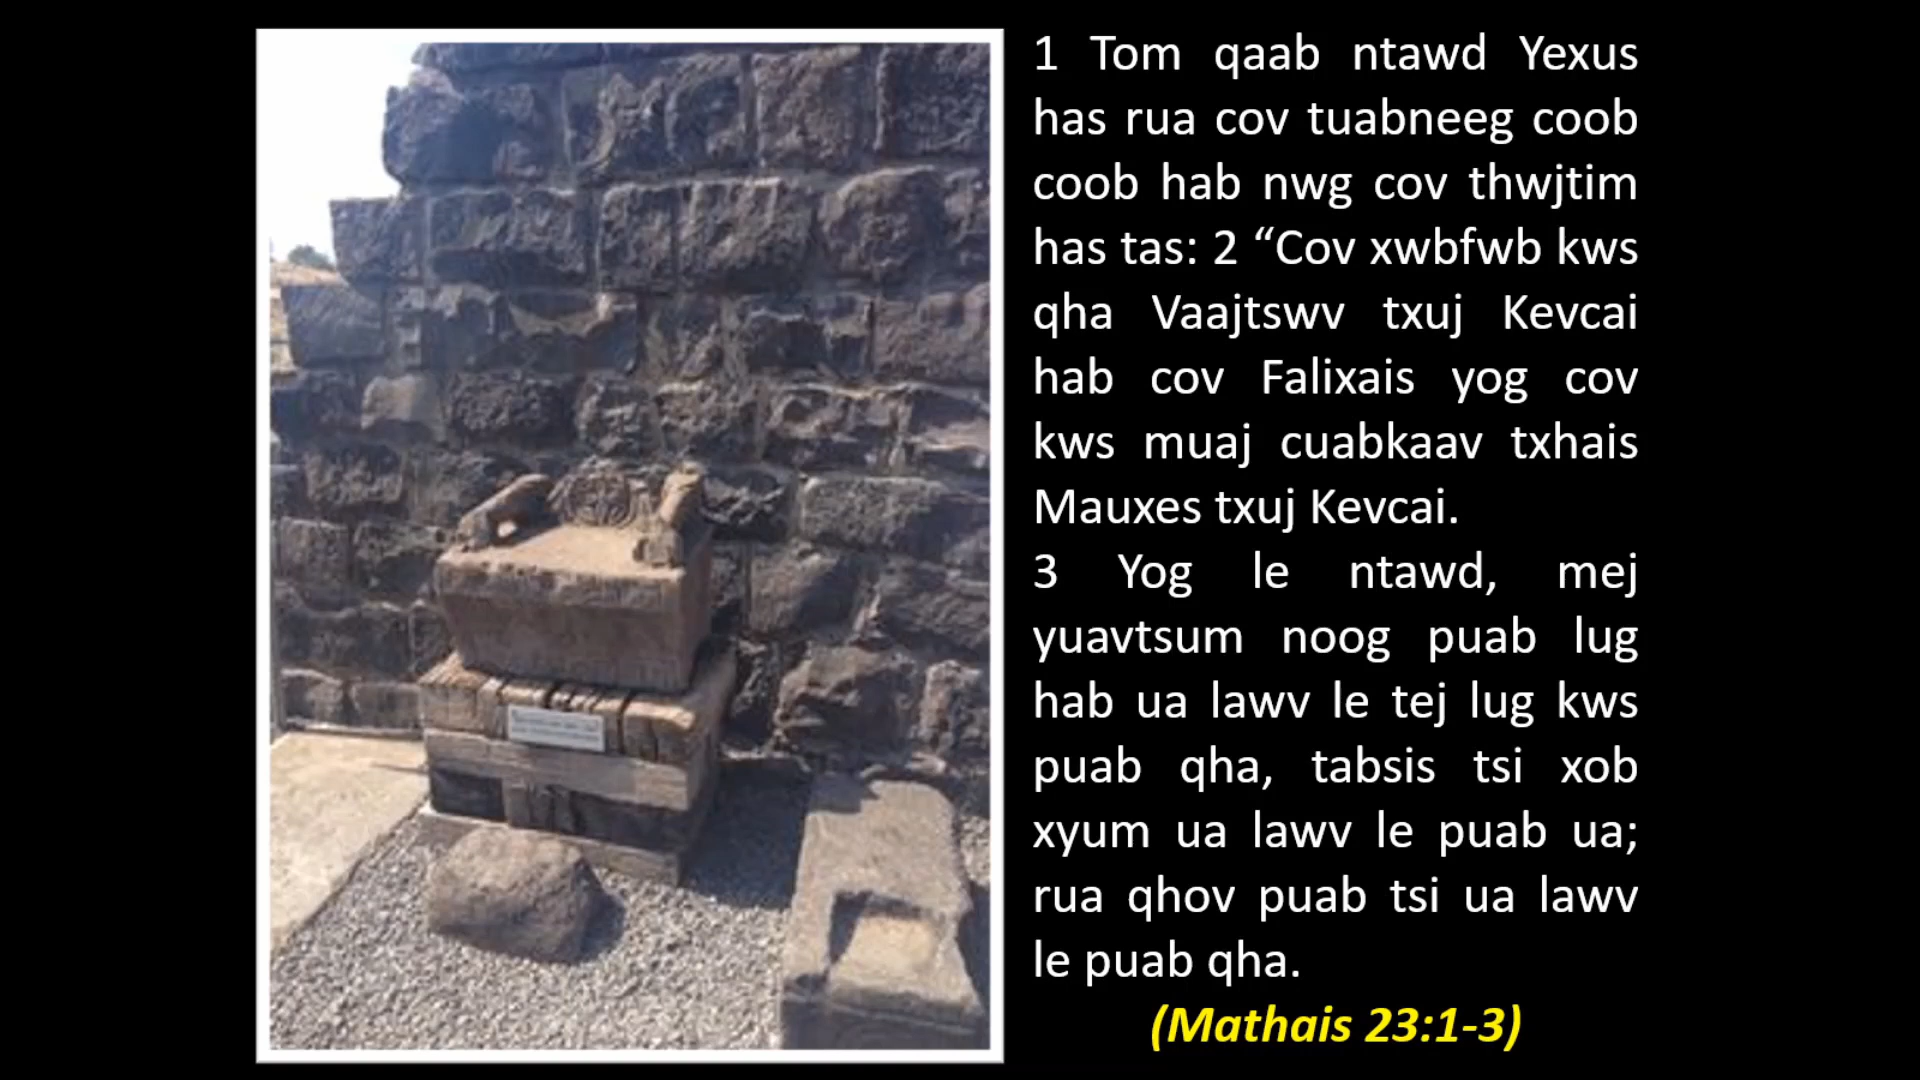 1 Tom qaab ntawd Yexus
has rua cov tuabneeg coob
coob hab nwg cov thwjtim
has tas: 2 “Cov xwbfwb kws
qha Vaajtswv txuj Kevcai
hab cov Falixais yog cov
kws muaj cuabkaav txhais
Mauxes txuj Kevcai.
3 Yog le ntawd, mej
yuavtsum noog puab lug
hab ua lawv le tej lug kws
puab qha, tabsis tsi xob
xyum ua lawv le puab ua;
rua qhov puab tsi ua lawv
le puab qha.
(Mathais 23:1-3)